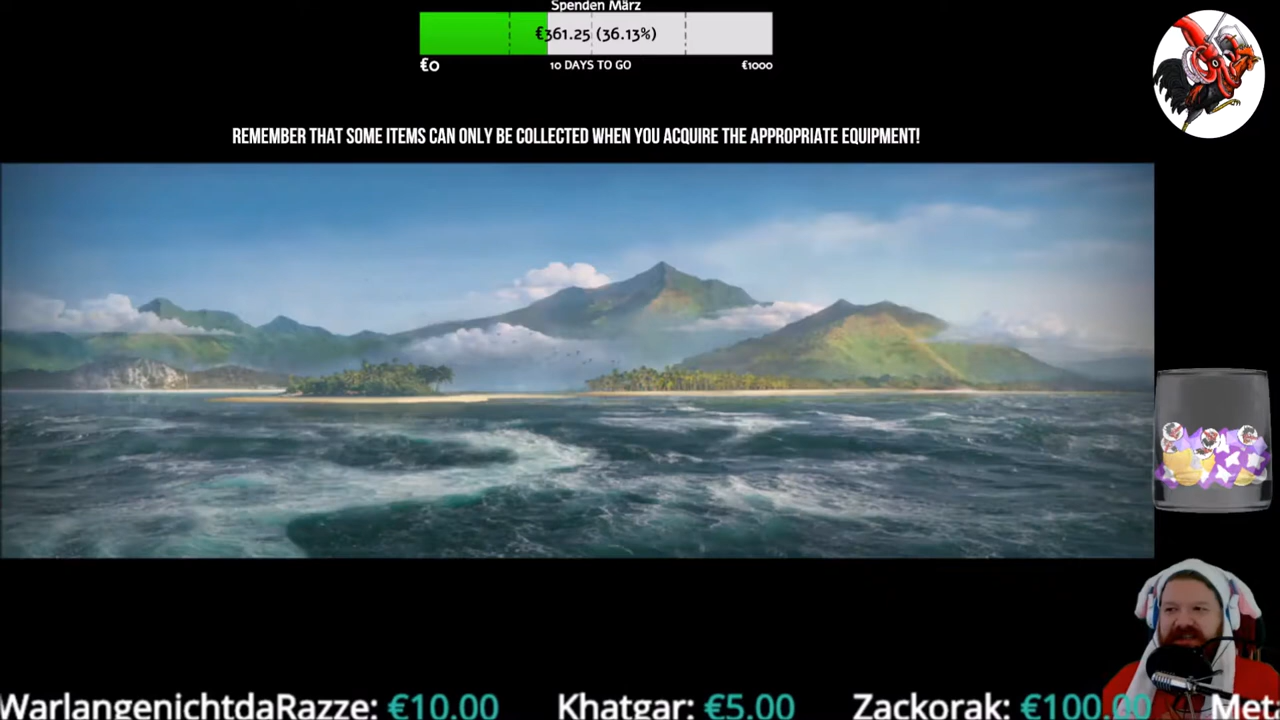 Spenden März
€361.25 (36.13%)
€0 10 DAYS TO GO €1000
REMEMBER THAT SOME ITEMS CAN ONLY BE COLLECTED WHEN YOU ACQUIRE THE APPROPRIATE EQUIPMENT!
WarlangenichtdaRazze: €10.00 Khatgar: €5.00 Zackorak: €100.00 Meta